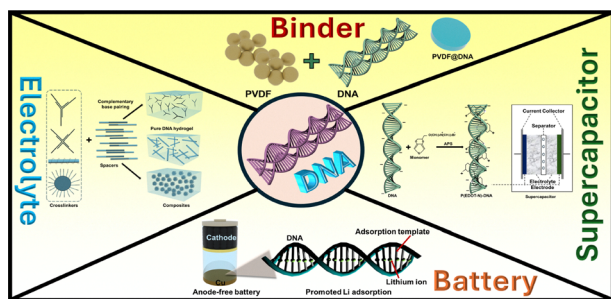 Binder
PVDF
+
DNA
PVDF@DNA
Electrolyte
Complementary
base pairing
+
Crosslinkers
Spacers
Pure DNA hydrogel
Composites
DNA
Supercapacitor
DNA
+
Monomer
APS
P(EDOT-N)-DNA
Current Collector
Separator
Electrolyte
Electrode
Supercapacitor
Battery
Cathode
Cu
Anode-free battery
DNA
Adsorption template
Lithium ion
Promoted Li adsorption